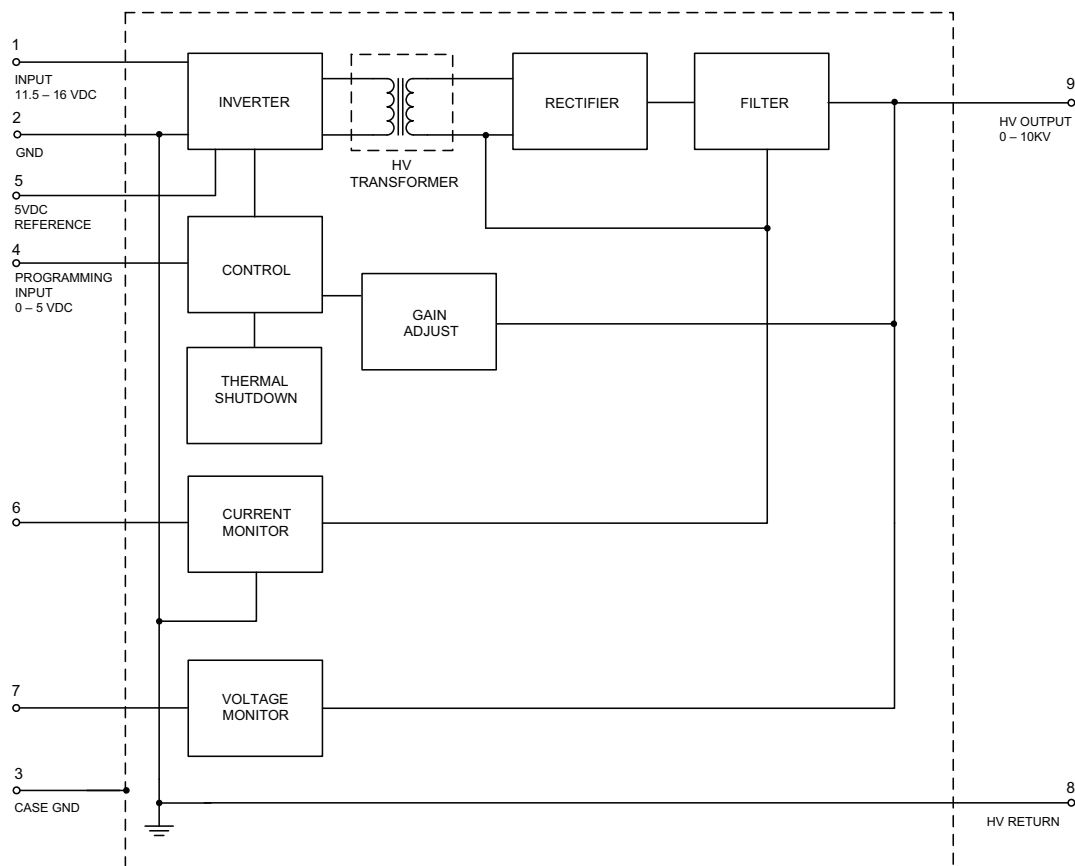 1
INPUT
11.5 – 16 VDC
2
GND
5
5VDC
REFERENCE
4
PROGRAMMING
INPUT
0 – 5 VDC
6
7
3
CASE GND
INVERTER
HV
TRANSFORMER
RECTIFIER
FILTER
CONTROL
GAIN
ADJUST
THERMAL
SHUTDOWN
CURRENT
MONITOR
VOLTAGE
MONITOR
9
HV OUTPUT
0 – 10KV
8
HV RETURN